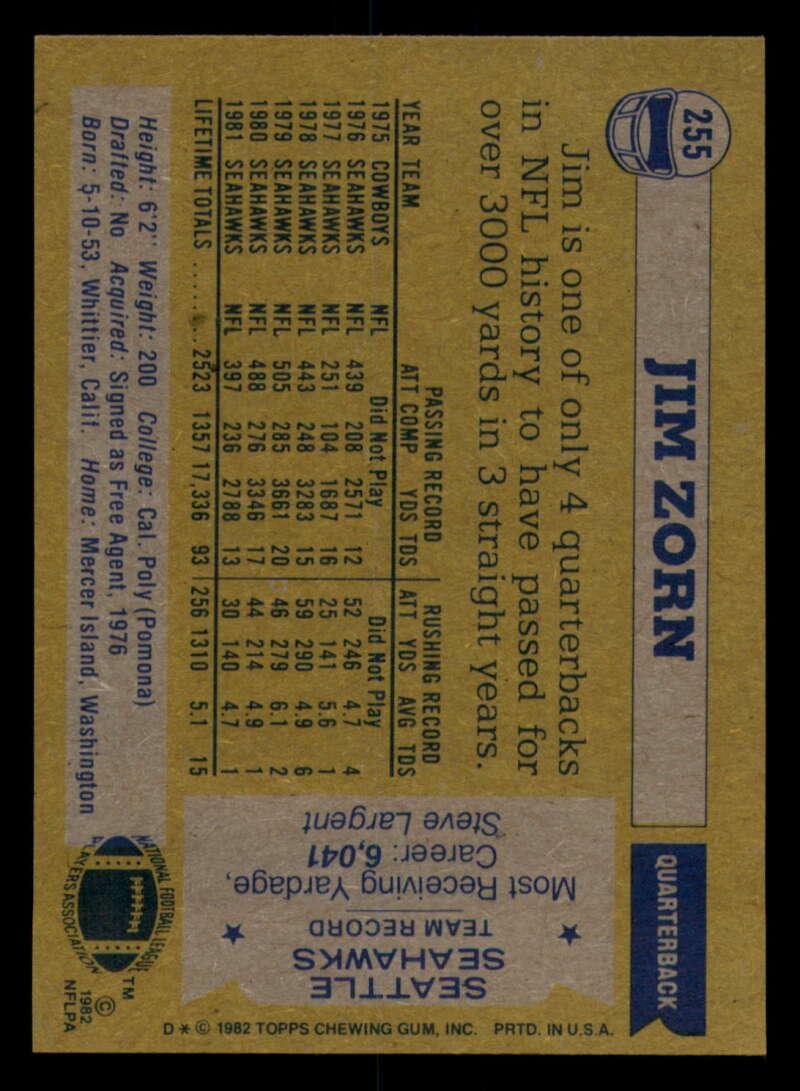 255
JIM ZORN
QUARTERBACK
Jim is one of only 4 quarterbacks
in NFL history to have passed for
over 3000 yards in 3 straight years.
PASSING RECORD RUSHING RECORD
YEAR TEAM ATT COMP YDS TDS ATT YDS AVG TDS
1975 COWBOYS NFL Did Not Play Did Not Play
1976 SEAHAWKS NFL 439 208 2571 12 52 246 4.7 4
1977 SEAHAWKS NFL 251 104 1687 16 25 141 5.6 1
1978 SEAHAWKS NFL 443 248 3283 15 59 290 4.9 6
1979 SEAHAWKS NFL 505 285 3661 20 46 279 6.1 2
1980 SEAHAWKS NFL 488 276 3346 17 44 214 4.9 1
1981 SEAHAWKS NFL 397 236 2788 13 30 140 4.7 1
LIFETIME TOTALS ...... 2523 1357 17,336 93 256 1310 5.1 15
Height: 6'2" Weight: 200 College: Cal. Poly (Pomona)
Drafted: No Acquired: Signed as Free Agent, 1976
Born: 5-10-53, Whittier, Calif. Home: Mercer Island, Washington
SEATTLE
SEAHAWKS
★ TEAM RECORD ★
Most Receiving Yardage,
Career: 6,041
Steve Largent
NATIONAL FOOTBALL LEAGUE
PLAYERS ASSOCIATION
TM
©
1982
NFLPA
D * © 1982 TOPPS CHEWING GUM, INC. PRTD. IN U.S.A.